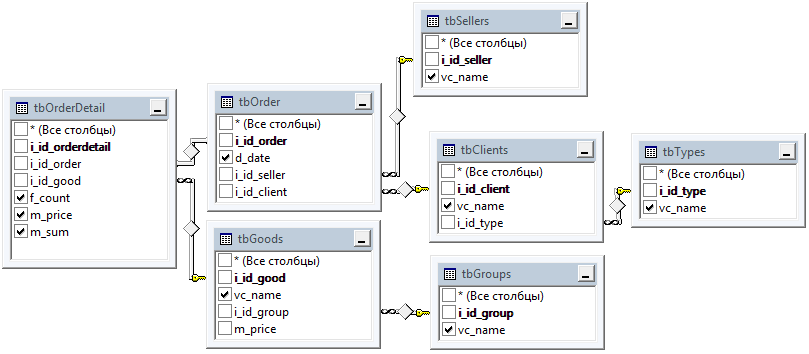 tbOrderDetail
* (Все столбцы)
i_id_orderdetail
i_id_order
i_id_good
f_count
m_price
m_sum
tbOrder
* (Все столбцы)
i_id_order
d_date
i_id_seller
i_id_client
tbSellers
* (Все столбцы)
i_id_seller
vc_name
tbClients
* (Все столбцы)
i_id_client
vc_name
i_id_type
tbTypes
* (Все столбцы)
i_id_type
vc_name
tbGoods
* (Все столбцы)
i_id_good
vc_name
i_id_group
m_price
tbGroups
* (Все столбцы)
i_id_group
vc_name